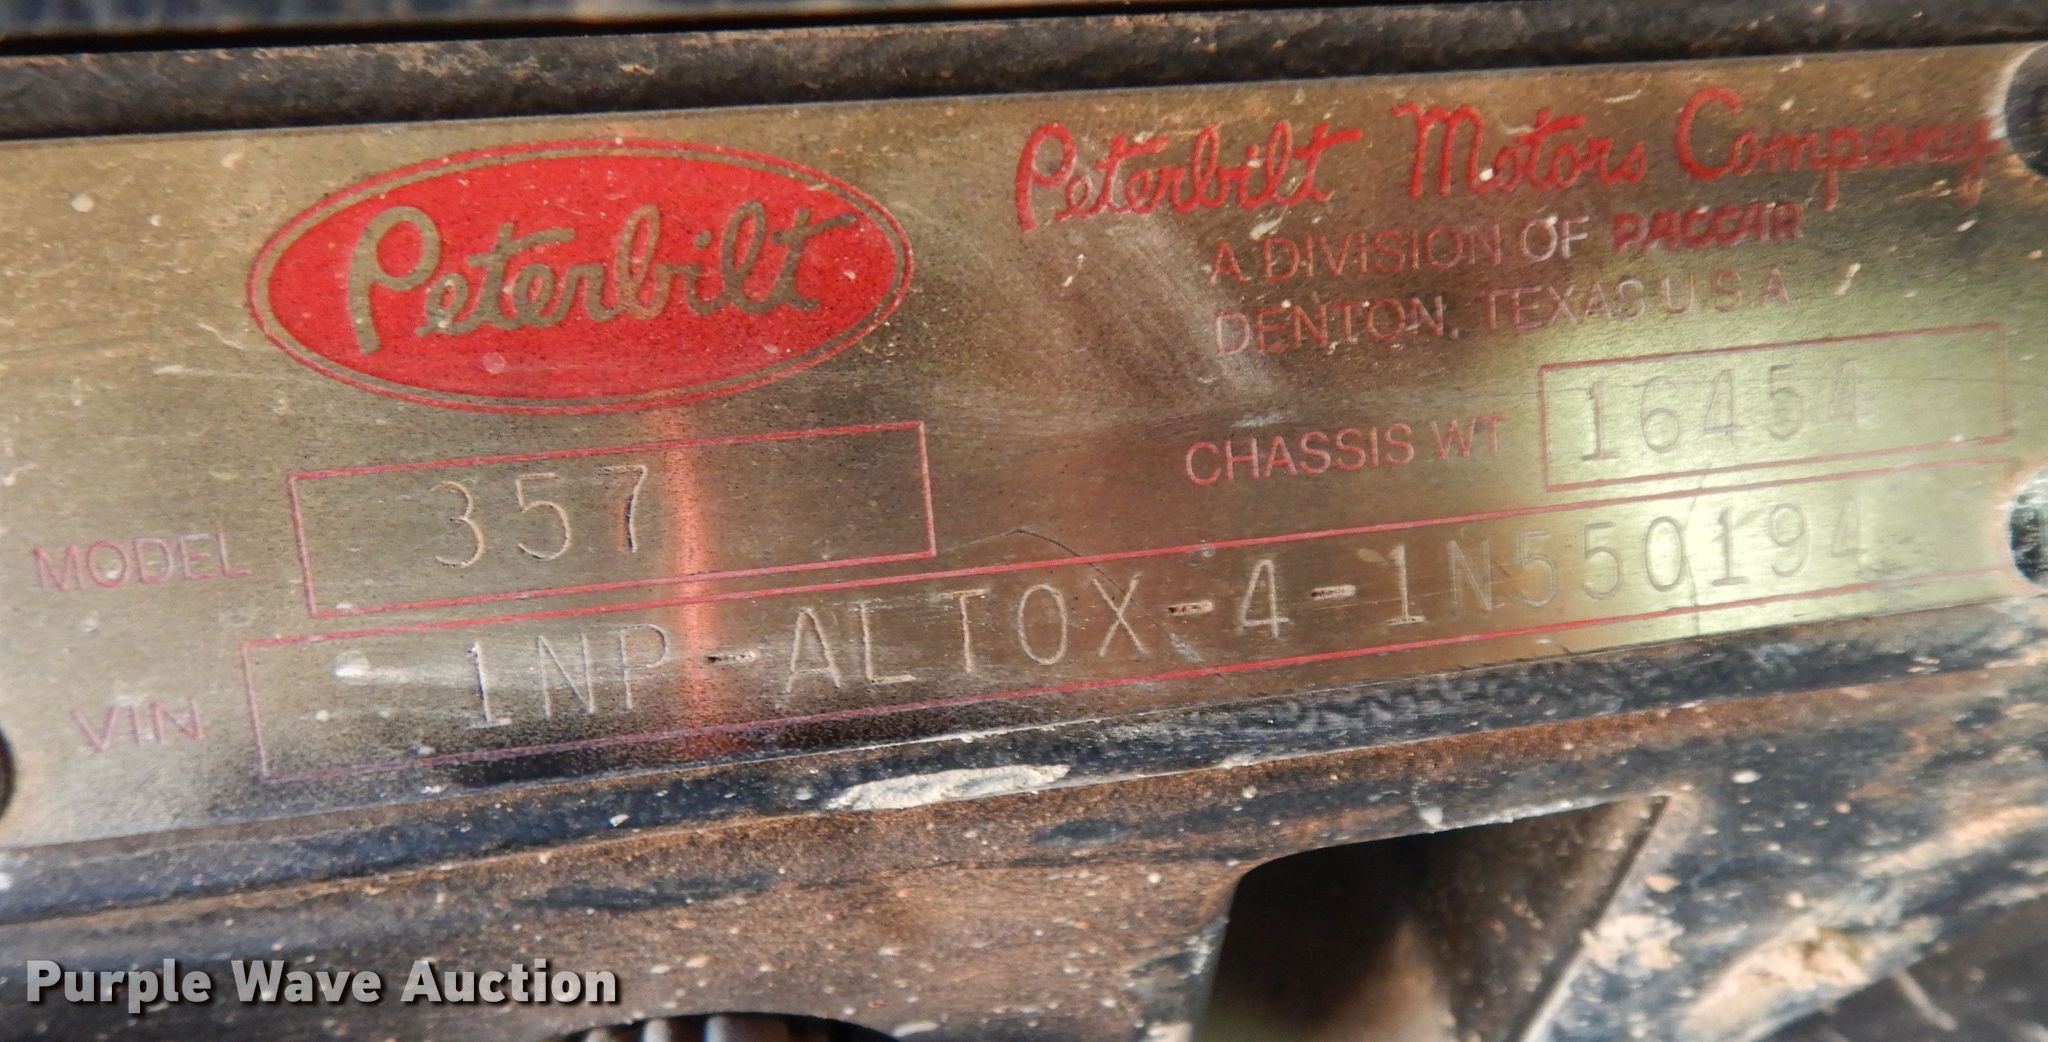 Peterbilt
Peterbilt Motors Company
A DIVISION OF PACCAR
DENTON, TEXAS U.S.A
CHASSIS WT 16454
MODEL 357
VIN 1NP-ALTOX-4-1N550194
Purple Wave Auction